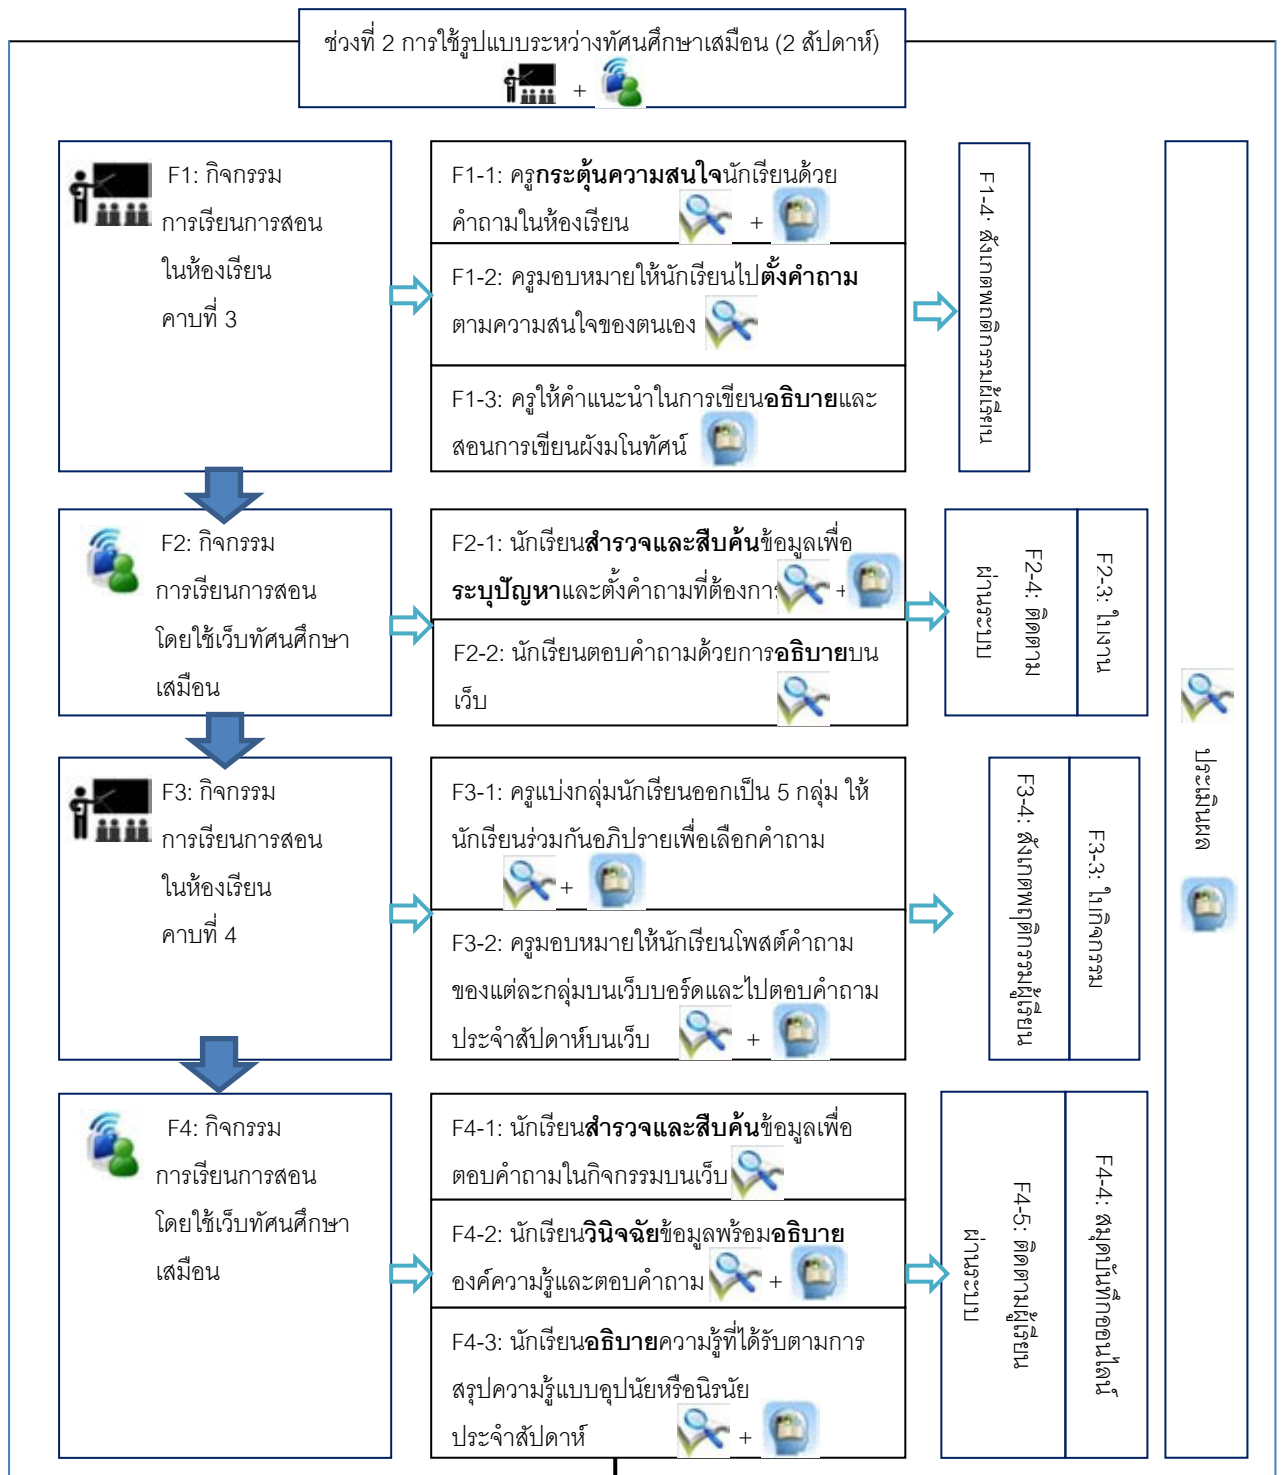 ช่วงที่ 2 การใช้รูปแบบระหว่างทัศนศึกษาเสมือน (2 สัปดาห์)
+
F1: กิจกรรม
การเรียนการสอน
ในห้องเรียน
คาบที่ 3
F1-1: ครูกระตุ้นความสนใจนักเรียนด้วย
คำถามในห้องเรียน +
F1-2: ครูมอบหมายให้นักเรียนไปตั้งคำถาม
ตามความสนใจของตนเอง
F1-3: ครูให้คำแนะนำในการเขียนอธิบายและ
สอนการเขียนผังมโนทัศน์
F1-4: สังเกตพฤติกรรมผู้เรียน
F2: กิจกรรม
การเรียนการสอน
โดยใช้เว็บทัศนศึกษา
เสมือน
F2-1: นักเรียนสำรวจและสืบค้นข้อมูลเพื่อ
ระบุปัญหาและตั้งคำถามที่ต้องการ +
F2-2: นักเรียนตอบคำถามด้วยการอธิบายบน
เว็บ
F2-4: ติดตาม
ผ่านระบบ
F2-3: ใบงาน
F3: กิจกรรม
การเรียนการสอน
ในห้องเรียน
คาบที่ 4
F3-1: ครูแบ่งกลุ่มนักเรียนออกเป็น 5 กลุ่ม ให้
นักเรียนร่วมกันอภิปรายเพื่อเลือกคำถาม
+
F3-2: ครูมอบหมายให้นักเรียนโพสต์คำถาม
ของแต่ละกลุ่มบนเว็บบอร์ดและไปตอบคำถาม
ประจำสัปดาห์บนเว็บ +
F3-4: สังเกตพฤติกรรมผู้เรียน
F3-3: ใบกิจกรรม
F4: กิจกรรม
การเรียนการสอน
โดยใช้เว็บทัศนศึกษา
เสมือน
F4-1: นักเรียนสำรวจและสืบค้นข้อมูลเพื่อ
ตอบคำถามในกิจกรรมบนเว็บ
F4-2: นักเรียนวินิจฉัยข้อมูลพร้อมอธิบาย
องค์ความรู้และตอบคำถาม +
F4-3: นักเรียนอธิบายความรู้ที่ได้รับตามการ
สรุปความรู้แบบอุปนัยหรือนิรนัย
ประจำสัปดาห์ +
F4-5: ติดตามผู้เรียน
ผ่านระบบ
F4-4: สมุดบันทึกออนไลน์
ประเมินผล